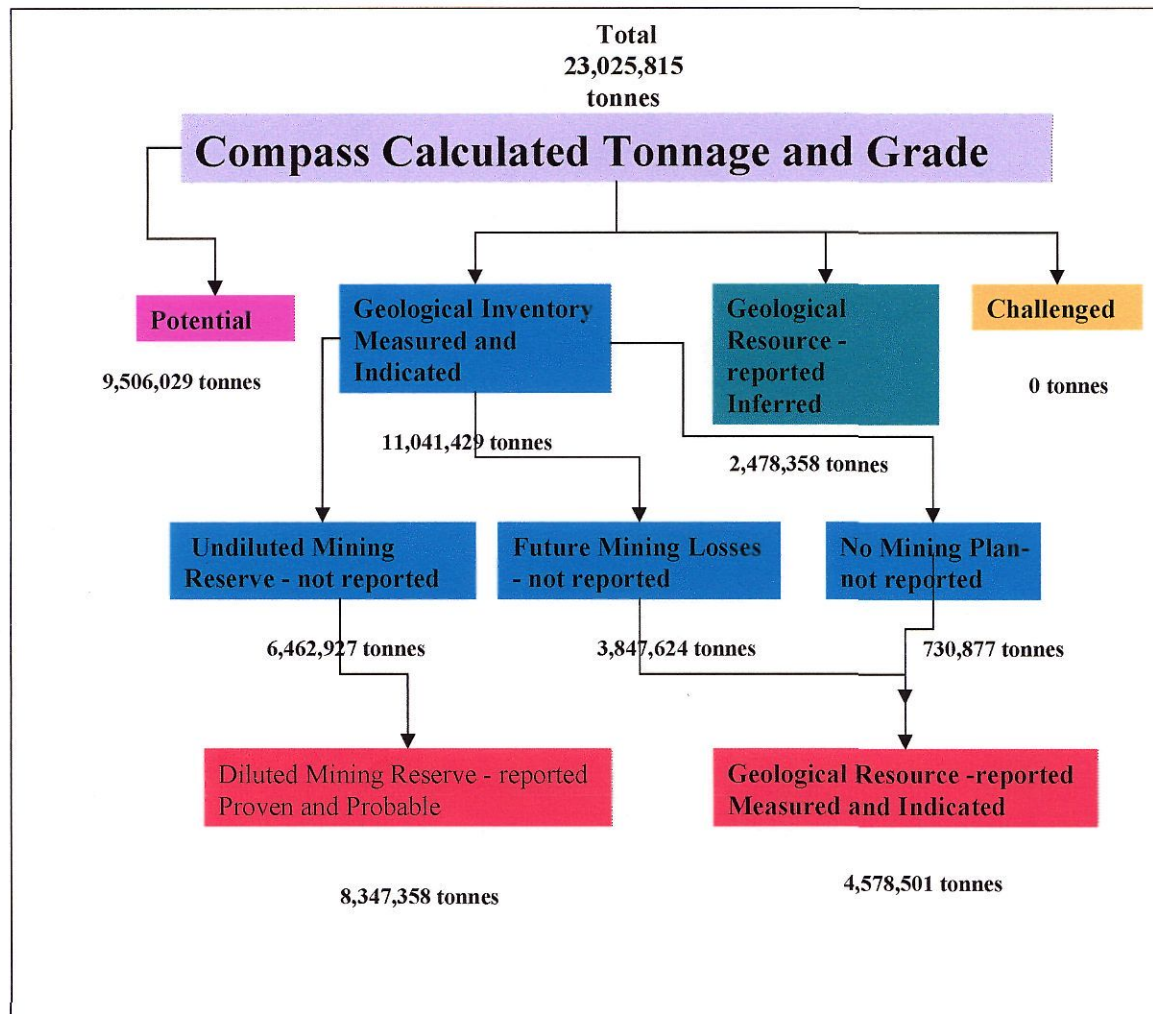 Total
23,025,815
tonnes
Compass Calculated Tonnage and Grade
Potential
9,506,029 tonnes
Geological Inventory
Measured and
Indicated
11,041,429 tonnes
Geological
Resource -
reported
Inferred
2,478,358 tonnes
Challenged
0 tonnes
Undiluted Mining
Reserve - not reported
6,462,927 tonnes
Future Mining Losses
- not reported
3,847,624 tonnes
No Mining Plan-
not reported
730,877 tonnes
Diluted Mining Reserve - reported
Proven and Probable
8,347,358 tonnes
Geological Resource -reported
Measured and Indicated
4,578,501 tonnes